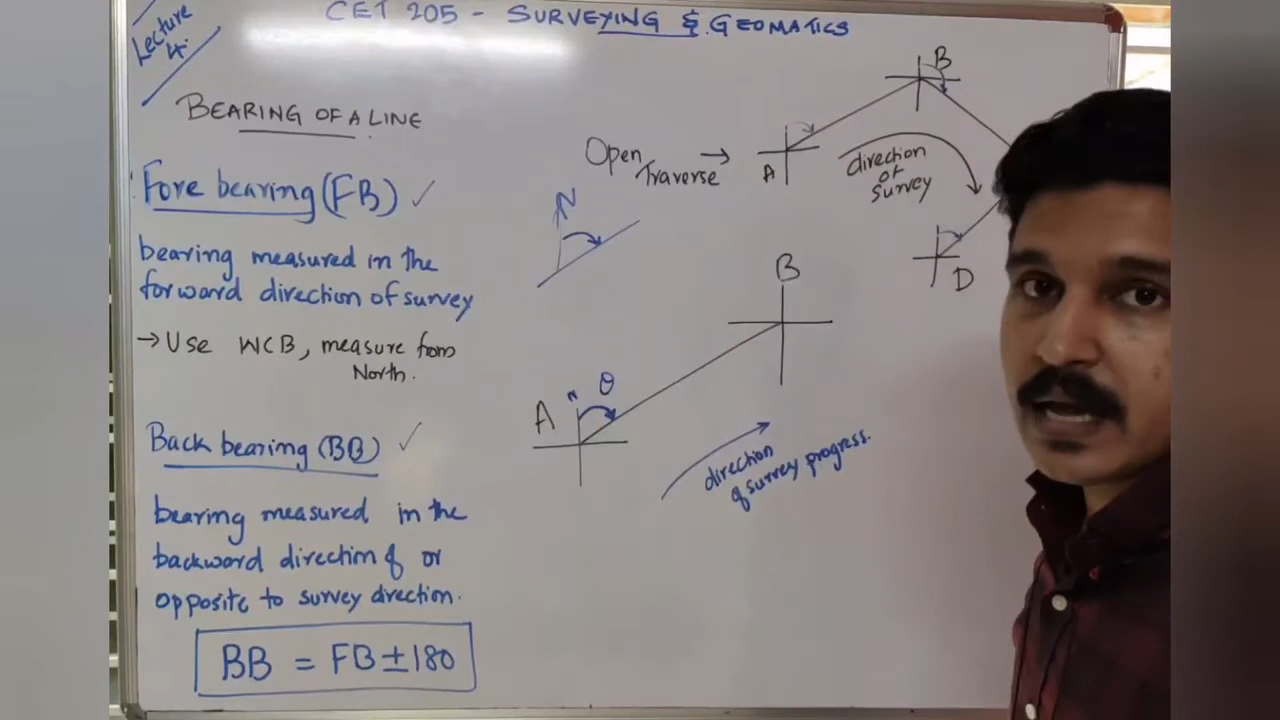 Lecture
4.
CET 205 - SURVEYING & GEOMATICS
BEARING OF A LINE
Fore bearing (FB) ✓
bearing measured in the
forward direction of survey
→ Use WCB, measure from
North.
Back bearing (BB) ✓
bearing measured in the
backward direction of or
opposite to survey direction.
BB = FB ± 180
Open
Traverse →
A
B
direction
of
survey
D
N
B
A
N
θ
direction
of survey progress.